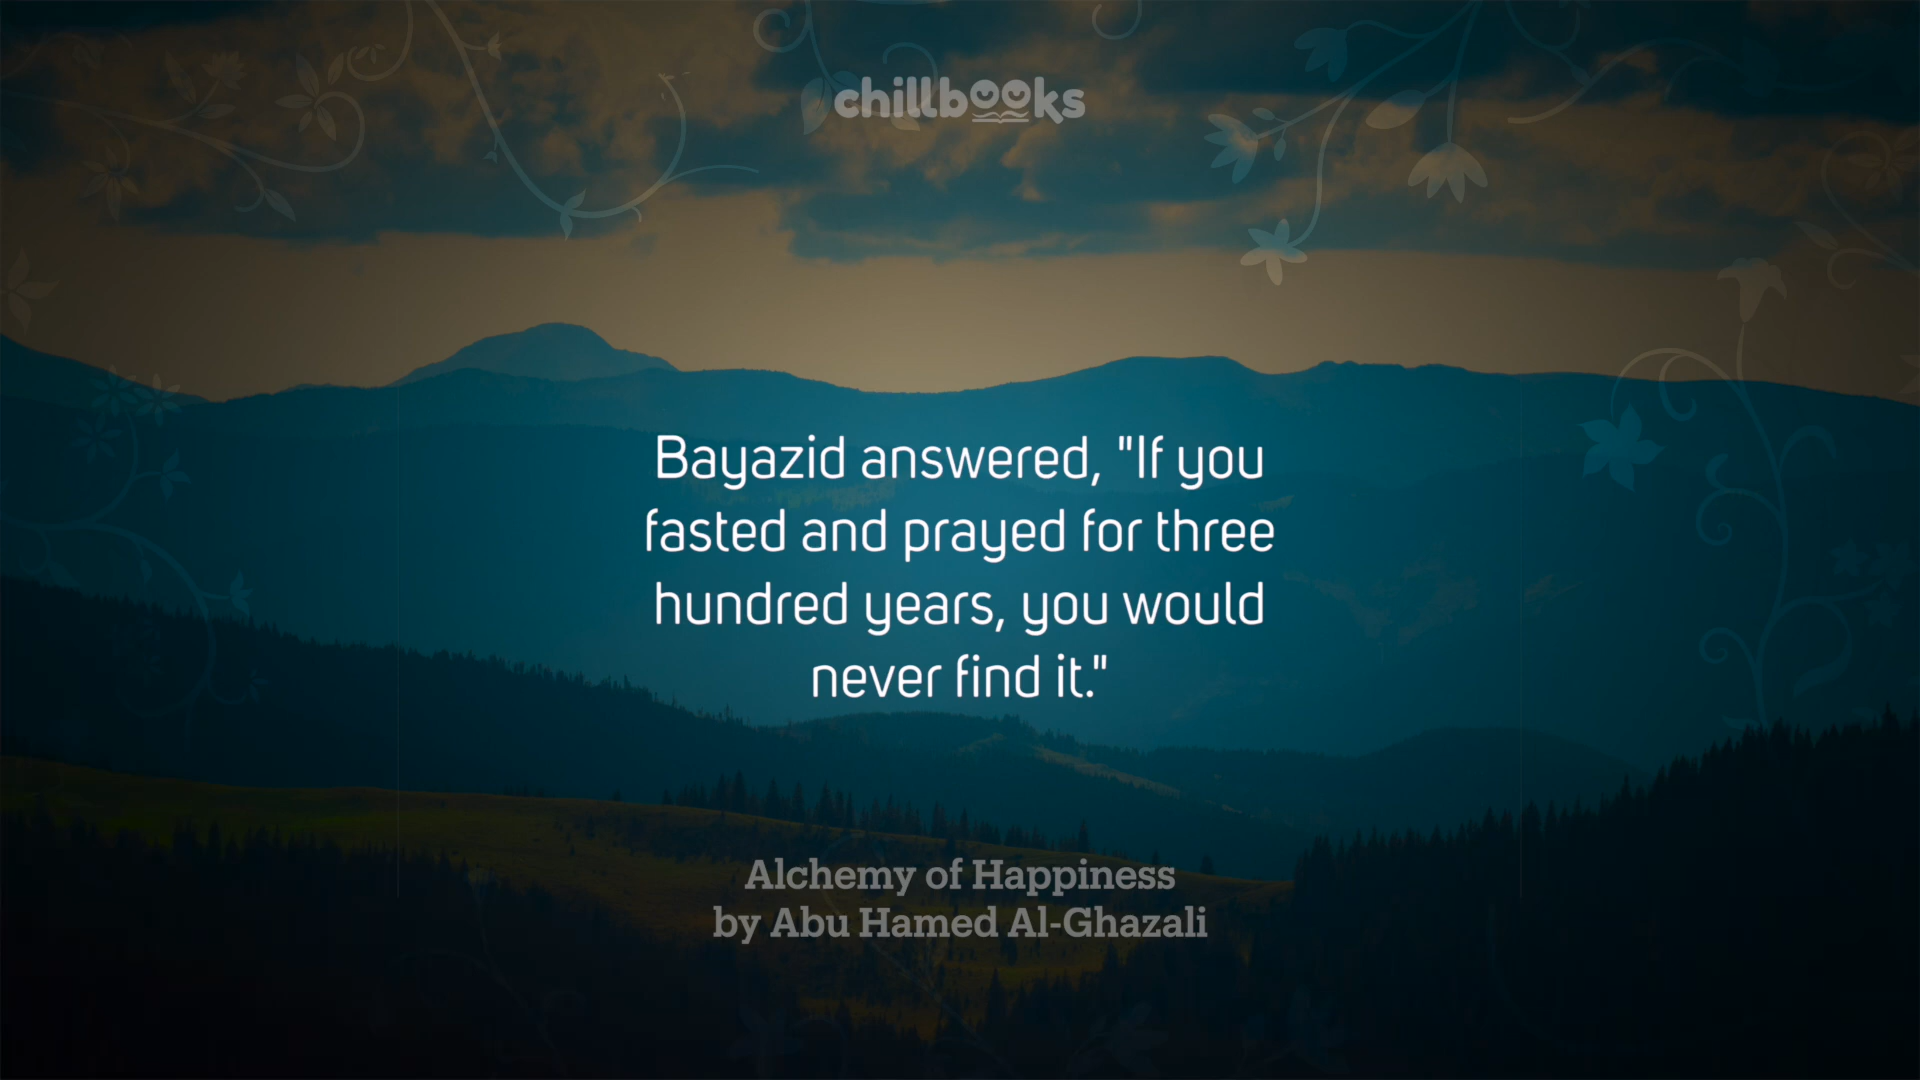 chillbooks
Bayazid answered, "If you
fasted and prayed for three
hundred years, you would
never find it."
Alchemy of Happiness
by Abu Hamed Al-Ghazali